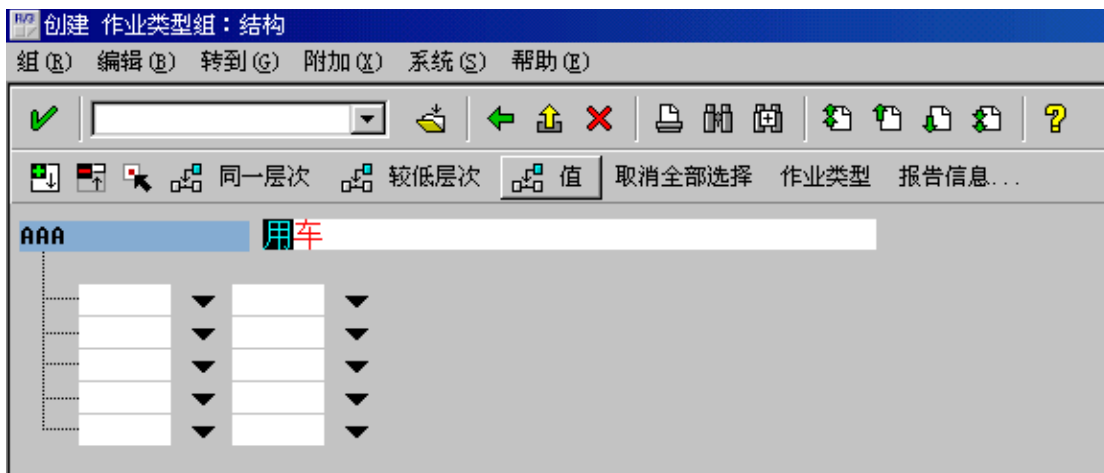 创建 作业类型组：结构
组(R) 编辑(E) 转到(G) 附加(X) 系统(S) 帮助(E)
同一层次 较低层次 值 取消全部选择 作业类型 报告信息...
AAA 用车